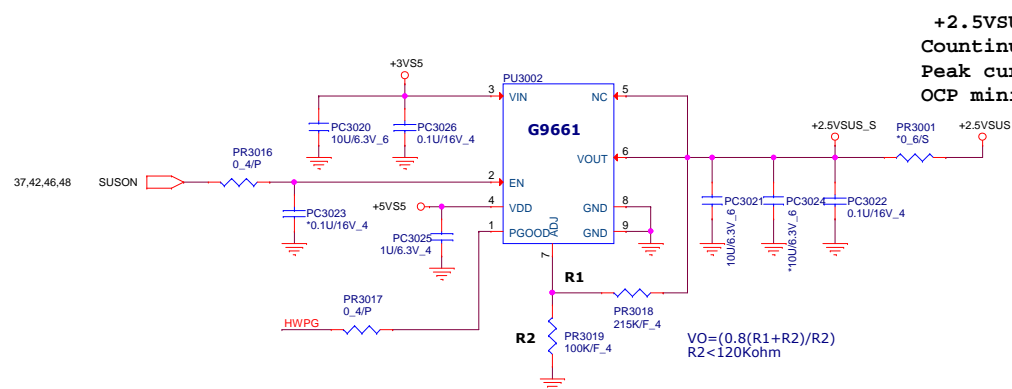 +2.5VSU
Countinu
Peak cur
OCP mini
+3VS5
PU3002
3
VIN
NC
5
G9661
PC3020
10U/6.3V_6
PC3026
0.1U/16V_4
+2.5VSUS_S
PR3001
*0_6/S
+2.5VSUS
VOUT
6
PR3016
0_4/P
37,42,46,48
SUSON
2
EN
PC3023
*0.1U/16V_4
+5VS5
4
VDD
GND
8
PC3021
10U/6.3V_6
PC3024
*10U/6.3V_6
PC3022
0.1U/16V_4
1
PGOOD
ADJ
GND
9
PC3025
1U/6.3V_4
7
R1
PR3017
0_4/P
HWPG
PR3018
215K/F_4
R2
PR3019
100K/F_4
VO=(0.8(R1+R2)/R2)
R2<120Kohm